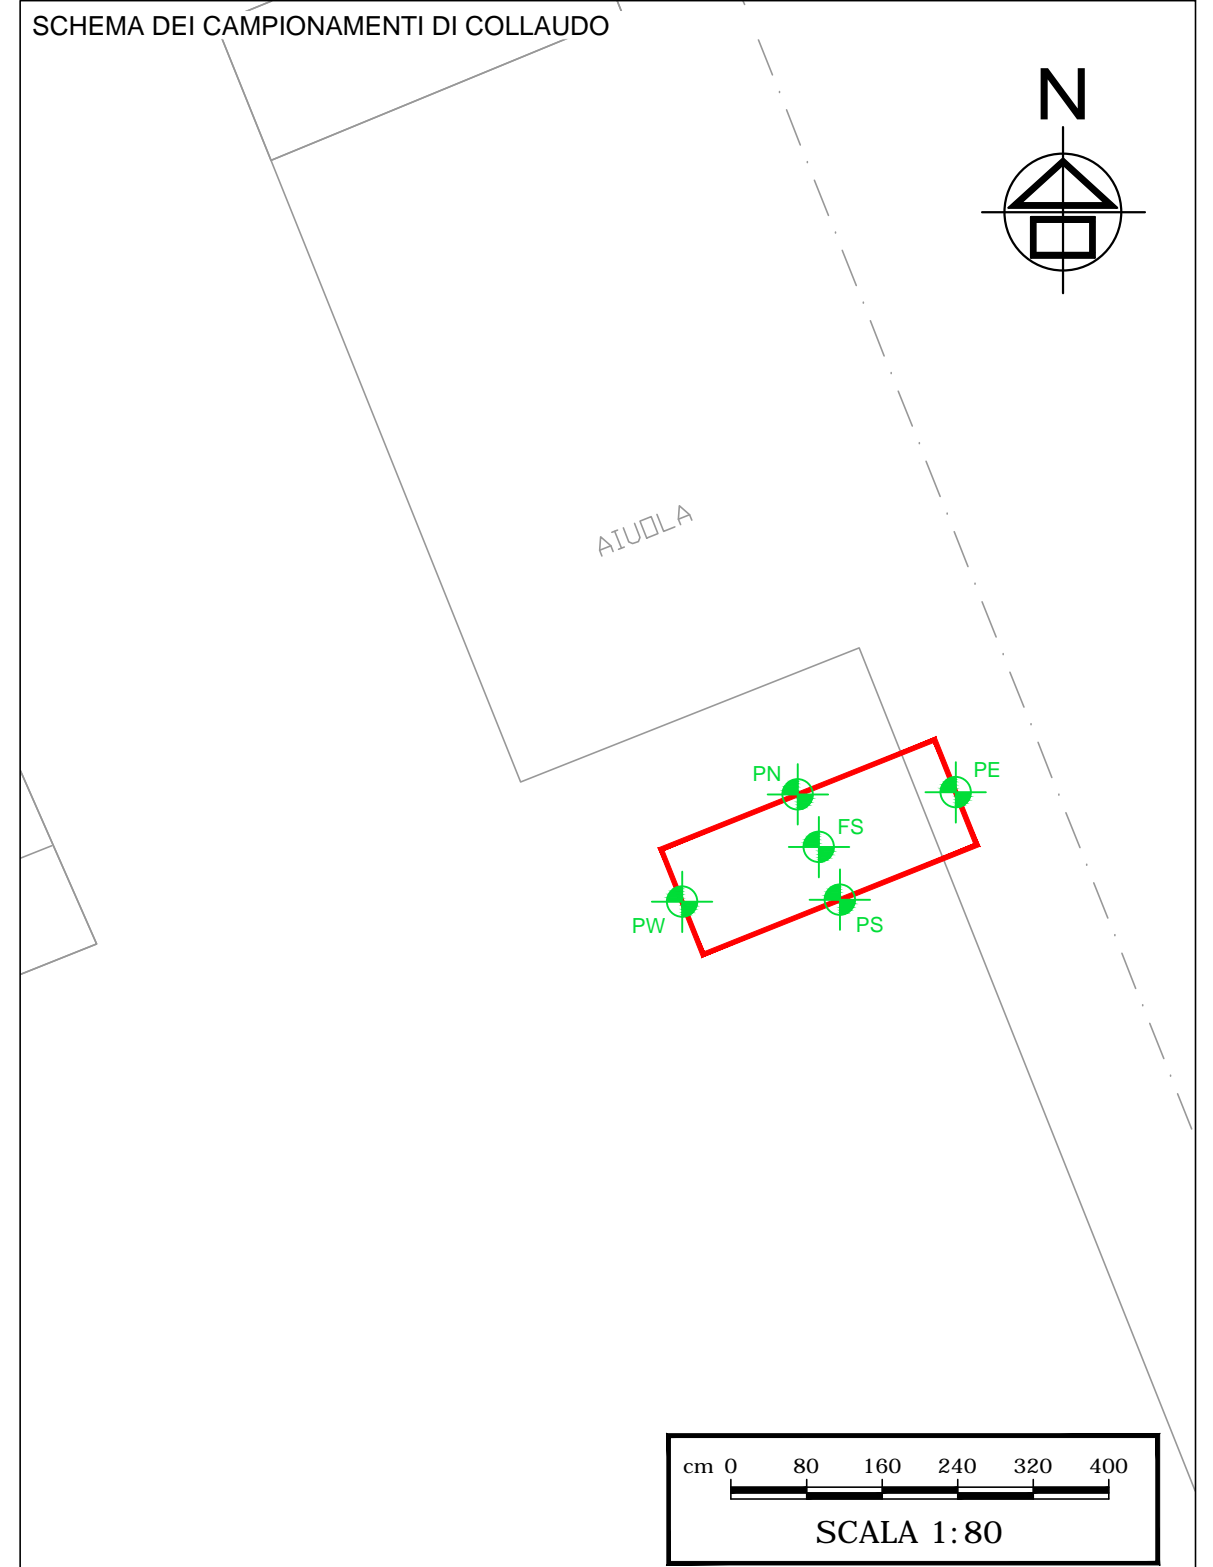 SCHEMA DEI CAMPIONAMENTI DI COLLAUDO
N
AIUOLA
PN
PE
FS
PW
PS
cm 0 80 160 240 320 400
SCALA 1:80